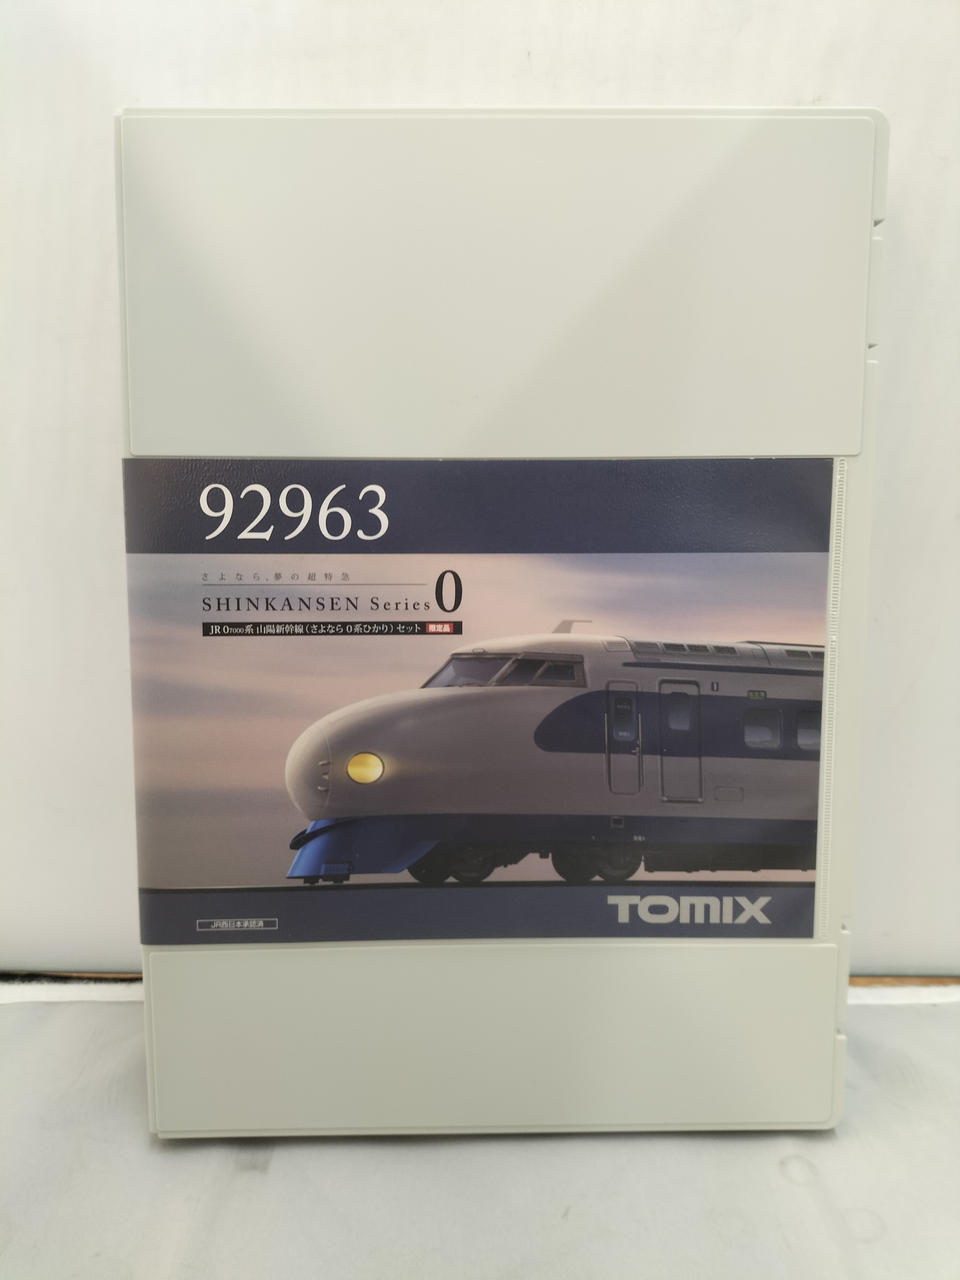 92963
さよなら、夢の超特急
SHINKANSEN Series 0
JR 0 7000系 山陽新幹線(さよなら0系ひかり)セット 限定品
TOMIX
JR西日本承認済